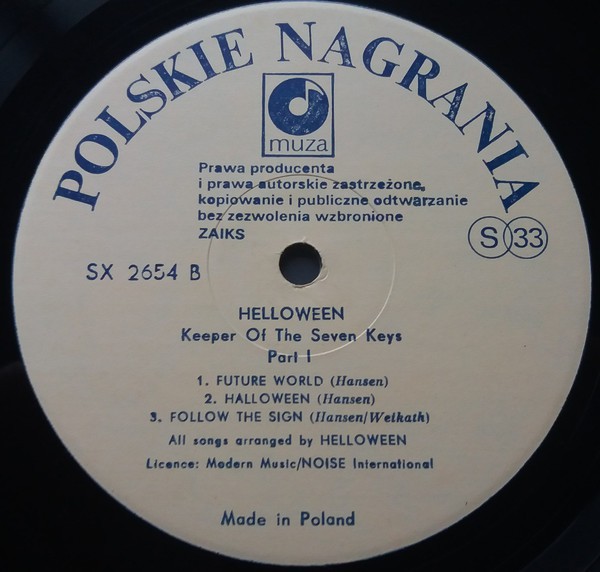 POLSKIE NAGRANIA
muza
Prawa producenta
i prawa autorskie zastrzeżone,
kopiowanie i publiczne odtwarzanie
bez zezwolenia wzbronione
ZAIKS
S 33
SX 2654 B
HELLOWEEN
Keeper Of The Seven Keys
Part I
1. FUTURE WORLD (Hansen)
2. HALLOWEEN (Hansen)
3. FOLLOW THE SIGN (Hansen/Welkath)
All songs arranged by HELLOWEEN
Licence: Modern Music/NOISE International
Made in Poland